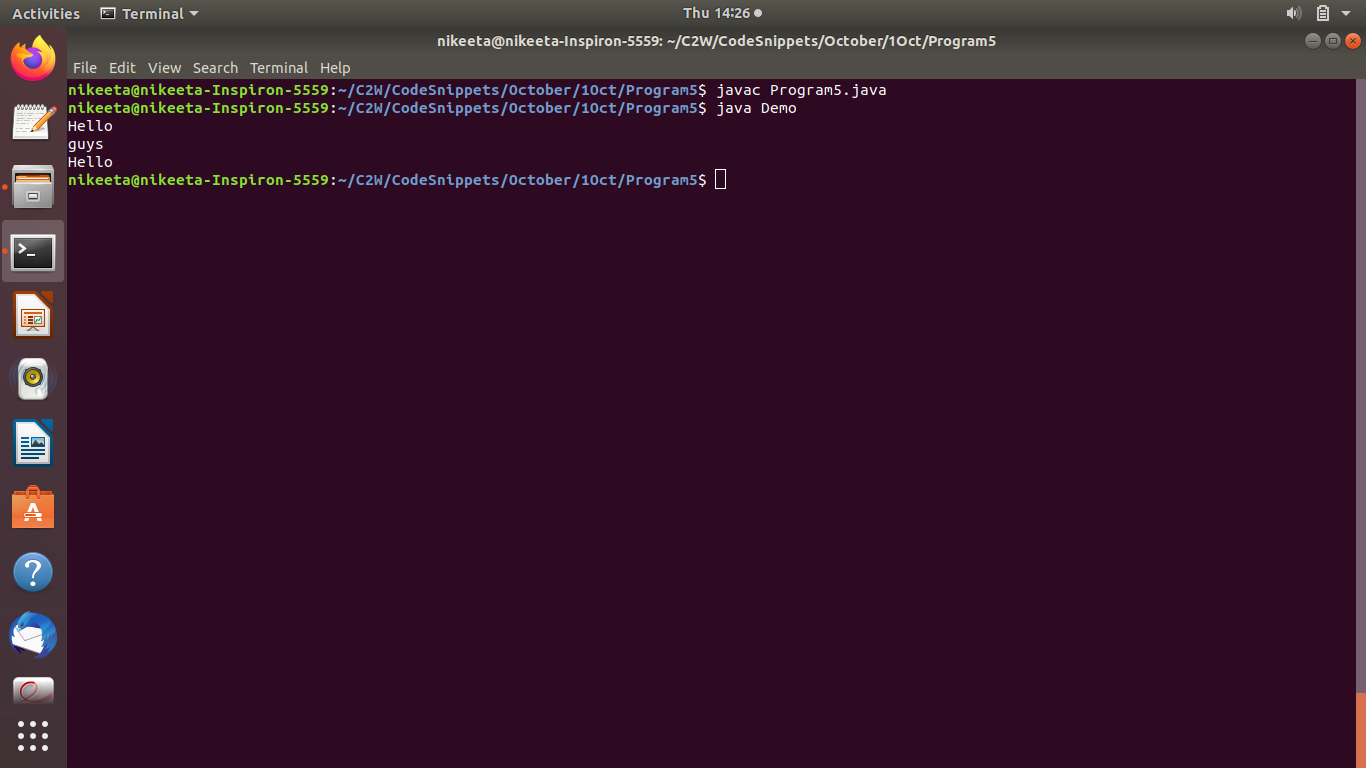 Activities Terminal Thu 14:26
nikeeta@nikeeta-Inspiron-5559: ~/C2W/CodeSnippets/October/1Oct/Program5
File Edit View Search Terminal Help
nikeeta@nikeeta-Inspiron-5559:~/C2W/CodeSnippets/October/1Oct/Program5$ javac Program5.java
nikeeta@nikeeta-Inspiron-5559:~/C2W/CodeSnippets/October/1Oct/Program5$ java Demo
Hello
guys
Hello
nikeeta@nikeeta-Inspiron-5559:~/C2W/CodeSnippets/October/1Oct/Program5$